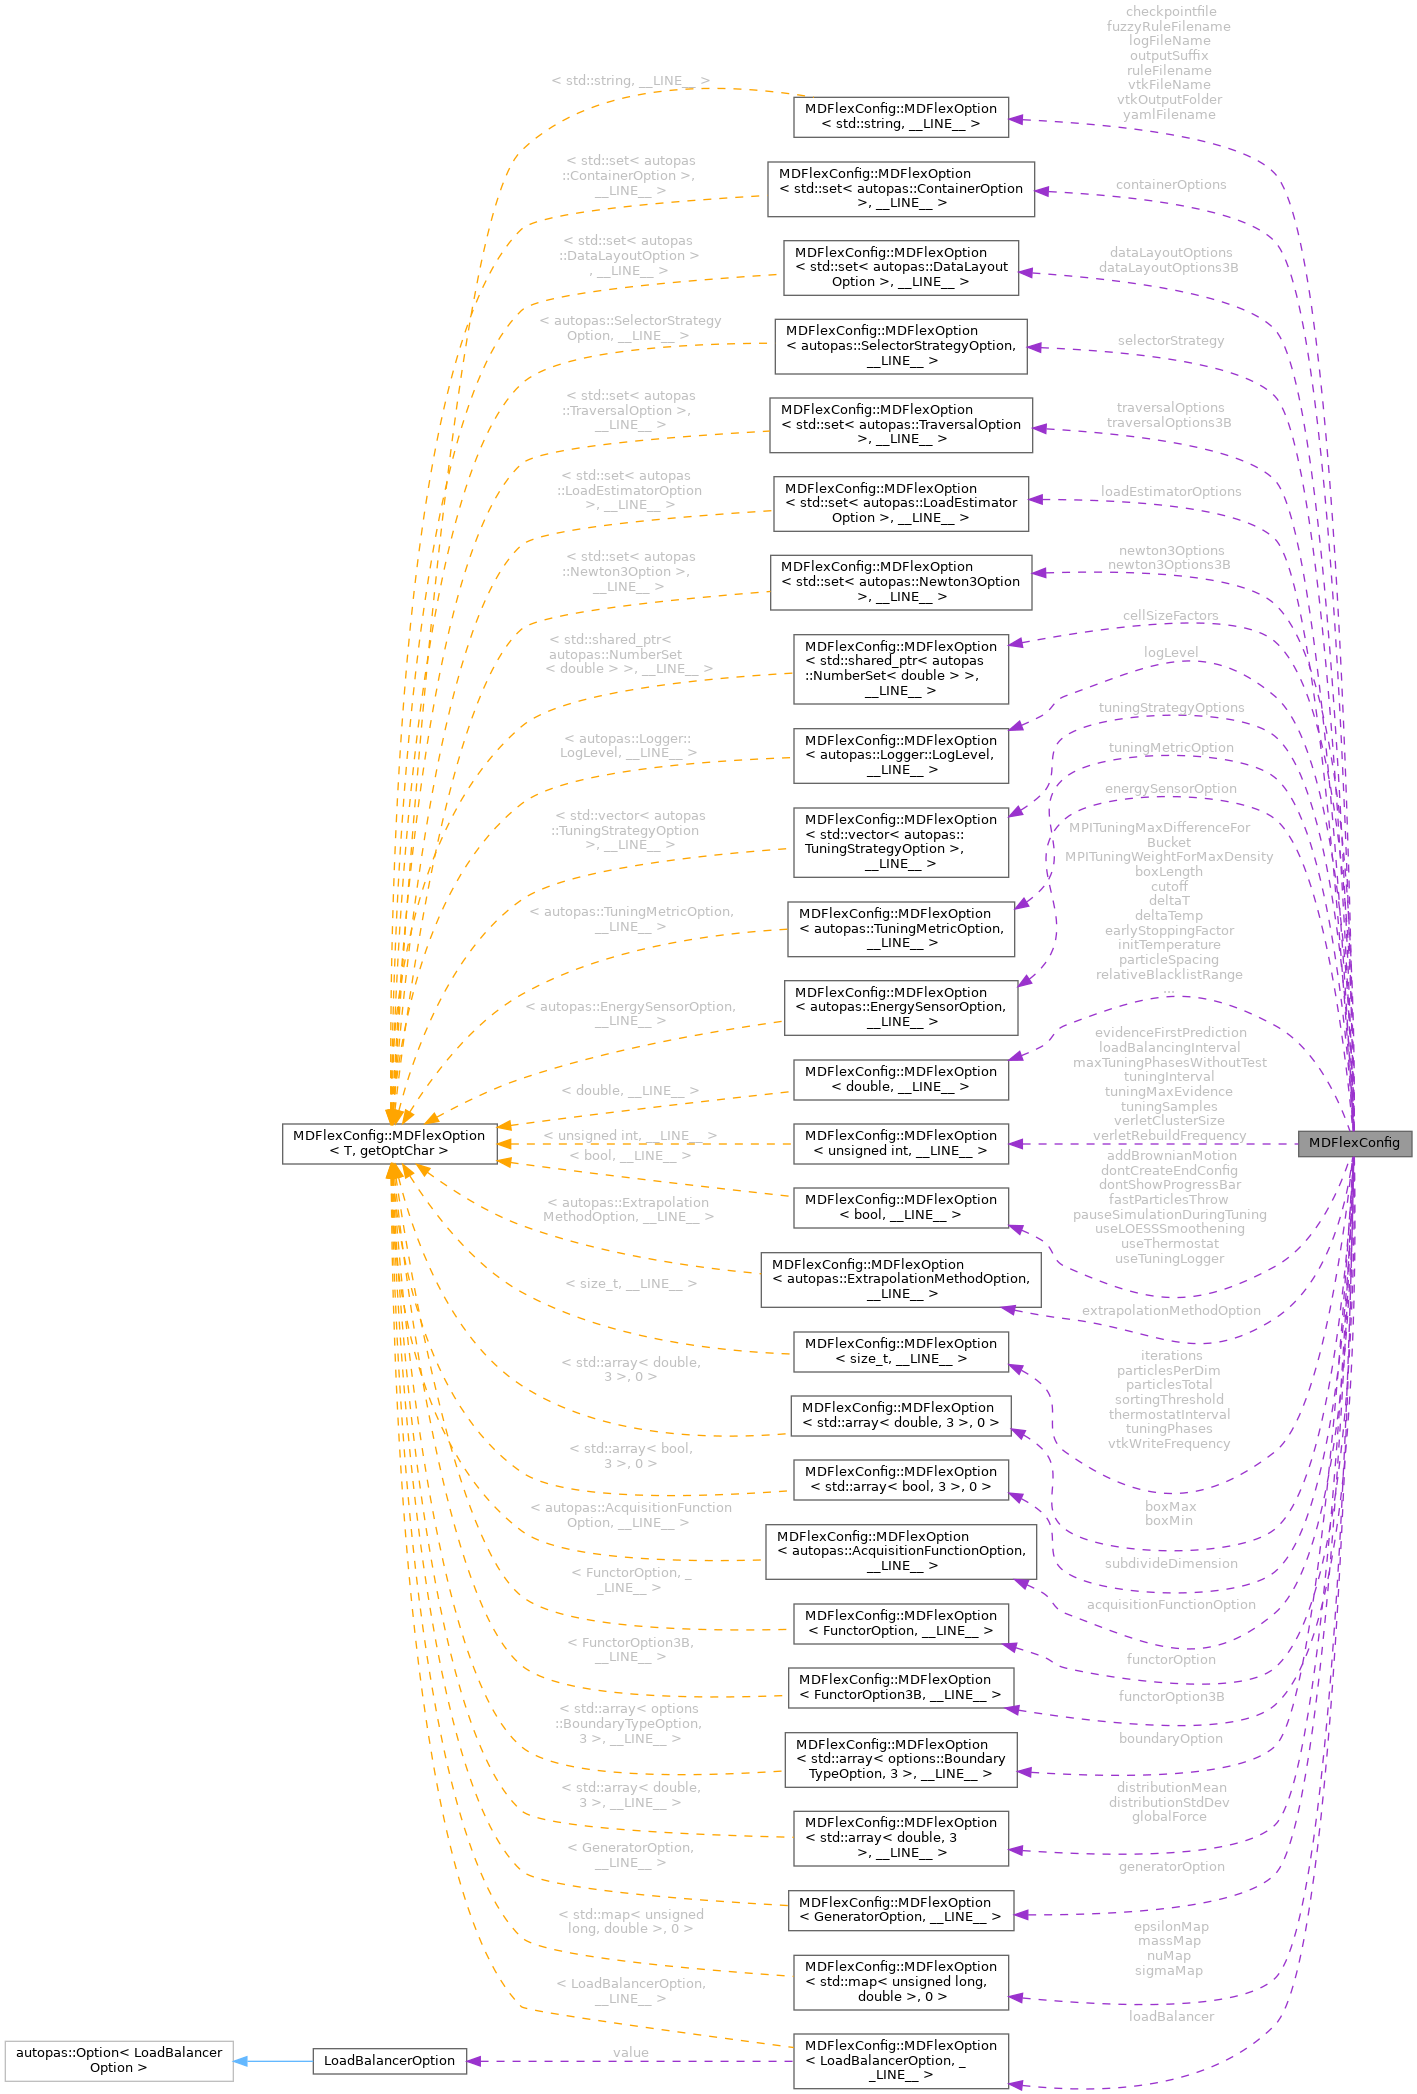 checkpointfile
fuzzyRuleFilename
logFileName
outputSuffix
ruleFilename
vtkFileName
vtkOutputFolder
yamlFilename
< std::string, __LINE__ >
MDFlexConfig::MDFlexOption
< std::string, __LINE__ >
< std::set< autopas
::ContainerOption >,
__LINE__ >
MDFlexConfig::MDFlexOption
< std::set< autopas::ContainerOption
>, __LINE__ >
containerOptions
< std::set< autopas
::DataLayoutOption >
, __LINE__ >
MDFlexConfig::MDFlexOption
< std::set< autopas::DataLayout
Option >, __LINE__ >
dataLayoutOptions
dataLayoutOptions3B
< autopas::SelectorStrategy
Option, __LINE__ >
MDFlexConfig::MDFlexOption
< autopas::SelectorStrategyOption,
__LINE__ >
selectorStrategy
< std::set< autopas
::TraversalOption >,
__LINE__ >
MDFlexConfig::MDFlexOption
< std::set< autopas::TraversalOption
>, __LINE__ >
traversalOptions
traversalOptions3B
< std::set< autopas
::LoadEstimatorOption
>, __LINE__ >
MDFlexConfig::MDFlexOption
< std::set< autopas::LoadEstimator
Option >, __LINE__ >
loadEstimatorOptions
< std::set< autopas
::Newton3Option >,
__LINE__ >
MDFlexConfig::MDFlexOption
< std::set< autopas::Newton3Option
>, __LINE__ >
newton3Options
newton3Options3B
< std::shared_ptr<
autopas::NumberSet
< double > >, __LINE__ >
MDFlexConfig::MDFlexOption
< std::shared_ptr< autopas
::NumberSet< double > >,
__LINE__ >
cellSizeFactors
< autopas::Logger::
LogLevel, __LINE__ >
MDFlexConfig::MDFlexOption
< autopas::Logger::LogLevel,
__LINE__ >
logLevel
< std::vector< autopas
::TuningStrategyOption
>, __LINE__ >
MDFlexConfig::MDFlexOption
< std::vector< autopas::
TuningStrategyOption >,
__LINE__ >
tuningStrategyOptions
< autopas::TuningMetricOption,
__LINE__ >
MDFlexConfig::MDFlexOption
< autopas::TuningMetricOption,
__LINE__ >
tuningMetricOption
< autopas::EnergySensorOption,
__LINE__ >
MDFlexConfig::MDFlexOption
< autopas::EnergySensorOption,
__LINE__ >
energySensorOption
< double, __LINE__ >
MDFlexConfig::MDFlexOption
< double, __LINE__ >
MPITuningMaxDifferenceFor
Bucket
MPITuningWeightForMaxDensity
boxLength
cutoff
deltaT
deltaTemp
earlyStoppingFactor
initTemperature
particleSpacing
relativeBlacklistRange
...
MDFlexConfig::MDFlexOption
< T, getOptChar >
< unsigned int, __LINE__ >
MDFlexConfig::MDFlexOption
< unsigned int, __LINE__ >
evidenceFirstPrediction
loadBalancingInterval
maxTuningPhasesWithoutTest
tuningInterval
tuningMaxEvidence
tuningSamples
verletClusterSize
verletRebuildFrequency
MDFlexConfig
< bool, __LINE__ >
MDFlexConfig::MDFlexOption
< bool, __LINE__ >
addBrownianMotion
dontCreateEndConfig
dontShowProgressBar
fastParticlesThrow
pauseSimulationDuringTuning
useLOESSSmoothening
useThermostat
useTuningLogger
< autopas::Extrapolation
MethodOption, __LINE__ >
MDFlexConfig::MDFlexOption
< autopas::ExtrapolationMethodOption,
__LINE__ >
extrapolationMethodOption
< size_t, __LINE__ >
MDFlexConfig::MDFlexOption
< size_t, __LINE__ >
iterations
particlesPerDim
particlesTotal
sortingThreshold
thermostatInterval
tuningPhases
vtkWriteFrequency
< std::array< double,
3 >, 0 >
MDFlexConfig::MDFlexOption
< std::array< double, 3 >, 0 >
boxMax
boxMin
< std::array< bool,
3 >, 0 >
MDFlexConfig::MDFlexOption
< std::array< bool, 3 >, 0 >
subdivideDimension
< autopas::AcquisitionFunction
Option, __LINE__ >
MDFlexConfig::MDFlexOption
< autopas::AcquisitionFunctionOption,
__LINE__ >
acquisitionFunctionOption
< FunctorOption, _
_LINE__ >
MDFlexConfig::MDFlexOption
< FunctorOption, __LINE__ >
functorOption
< FunctorOption3B,
__LINE__ >
MDFlexConfig::MDFlexOption
< FunctorOption3B, __LINE__ >
functorOption3B
< std::array< options
::BoundaryTypeOption,
3 >, __LINE__ >
MDFlexConfig::MDFlexOption
< std::array< options::Boundary
TypeOption, 3 >, __LINE__ >
boundaryOption
< std::array< double,
3 >, __LINE__ >
MDFlexConfig::MDFlexOption
< std::array< double, 3
>, __LINE__ >
distributionMean
distributionStdDev
globalForce
< GeneratorOption,
__LINE__ >
MDFlexConfig::MDFlexOption
< GeneratorOption, __LINE__ >
generatorOption
< std::map< unsigned
long, double >, 0 >
MDFlexConfig::MDFlexOption
< std::map< unsigned long,
double >, 0 >
epsilonMap
massMap
nuMap
sigmaMap
< LoadBalancerOption,
__LINE__ >
MDFlexConfig::MDFlexOption
< LoadBalancerOption, _
_LINE__ >
loadBalancer
autopas::Option< LoadBalancer
Option >
LoadBalancerOption
value